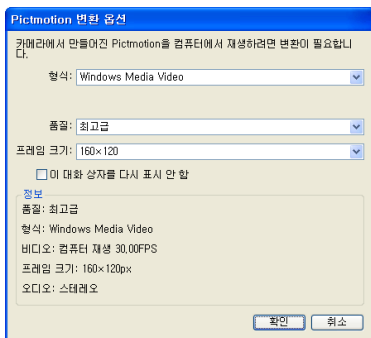 Pictmotion 변환 옵션
카메라에서 만들어진 Pictmotion을 컴퓨터에서 재생하려면 변환이 필요합니
다.
형식: Windows Media Video
품질: 최고급
프레임 크기: 160×120
이 대화 상자를 다시 표시 안 함
정보
품질: 최고급
형식: Windows Media Video
비디오: 컴퓨터 재생 30,00FPS
프레임 크기: 160×120px
오디오: 스테레오
확인 취소